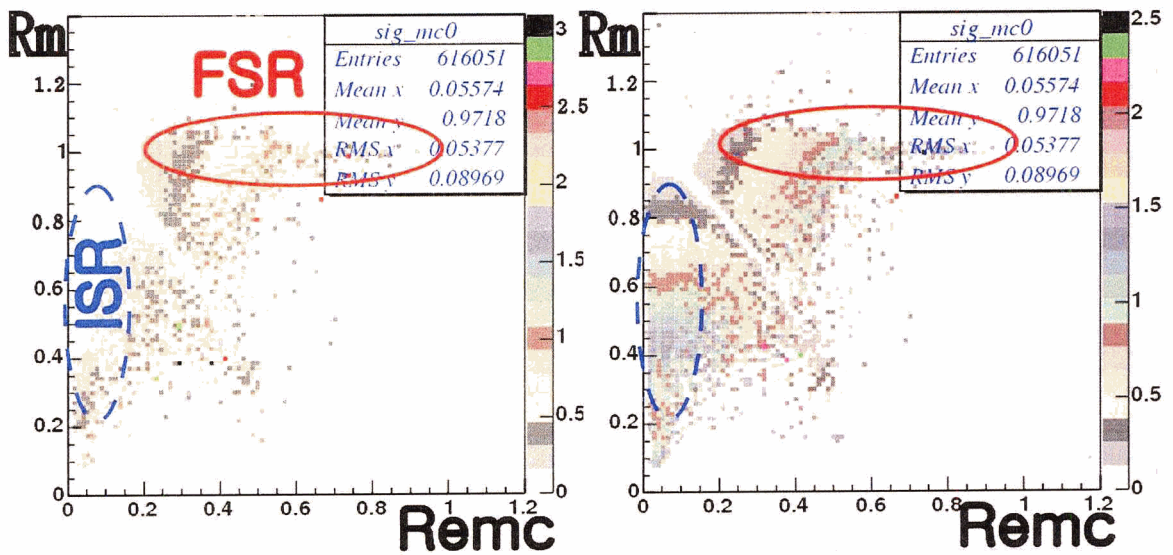 Rm
FSR
ISR
sig_mc0
Entries 616051
Mean x 0.05574
Mean y 0.9718
RMS x 0.05377
RMS y 0.08969
1.2
1
0.8
0.6
0.4
0.2
0
0 0.2 0.4 0.6 0.8 1 1.2
3
2.5
2
1.5
1
0.5
0
Remc
Rm
sig_mc0
Entries 616051
Mean x 0.05574
Mean y 0.9718
RMS x 0.05377
RMS y 0.08969
1.2
1
0.8
0.6
0.4
0.2
0
0 0.2 0.4 0.6 0.8 1 1.2
2.5
2
1.5
1
0.5
0
Remc